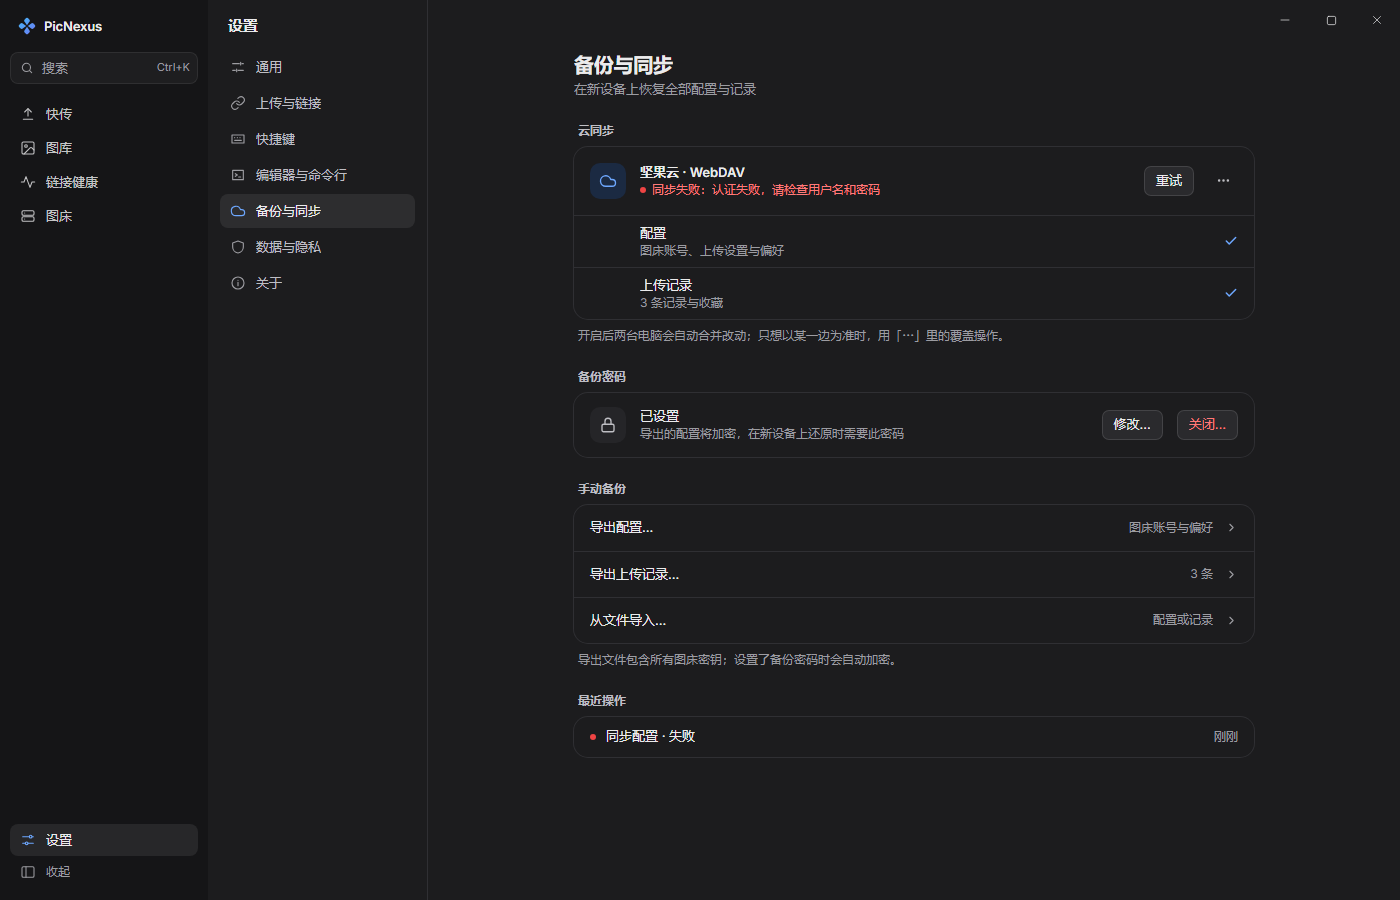 PicNexus
搜索 Ctrl+K
快传
图库
链接健康
图床
设置
收起
设置
通用
上传与链接
快捷键
编辑器与命令行
备份与同步
数据与隐私
关于
备份与同步
在新设备上恢复全部配置与记录
云同步
坚果云 · WebDAV
同步失败：认证失败，请检查用户名和密码
重试
配置
图床账号、上传设置与偏好
上传记录
3 条记录与收藏
开启后两台电脑会自动合并改动；只想以某一边为准时，用「…」里的覆盖操作。
备份密码
已设置
导出的配置将加密，在新设备上还原时需要此密码
修改... 关闭...
手动备份
导出配置... 图床账号与偏好
导出上传记录... 3 条
从文件导入... 配置或记录
导出文件包含所有图床密钥；设置了备份密码时会自动加密。
最近操作
同步配置 · 失败 刚刚